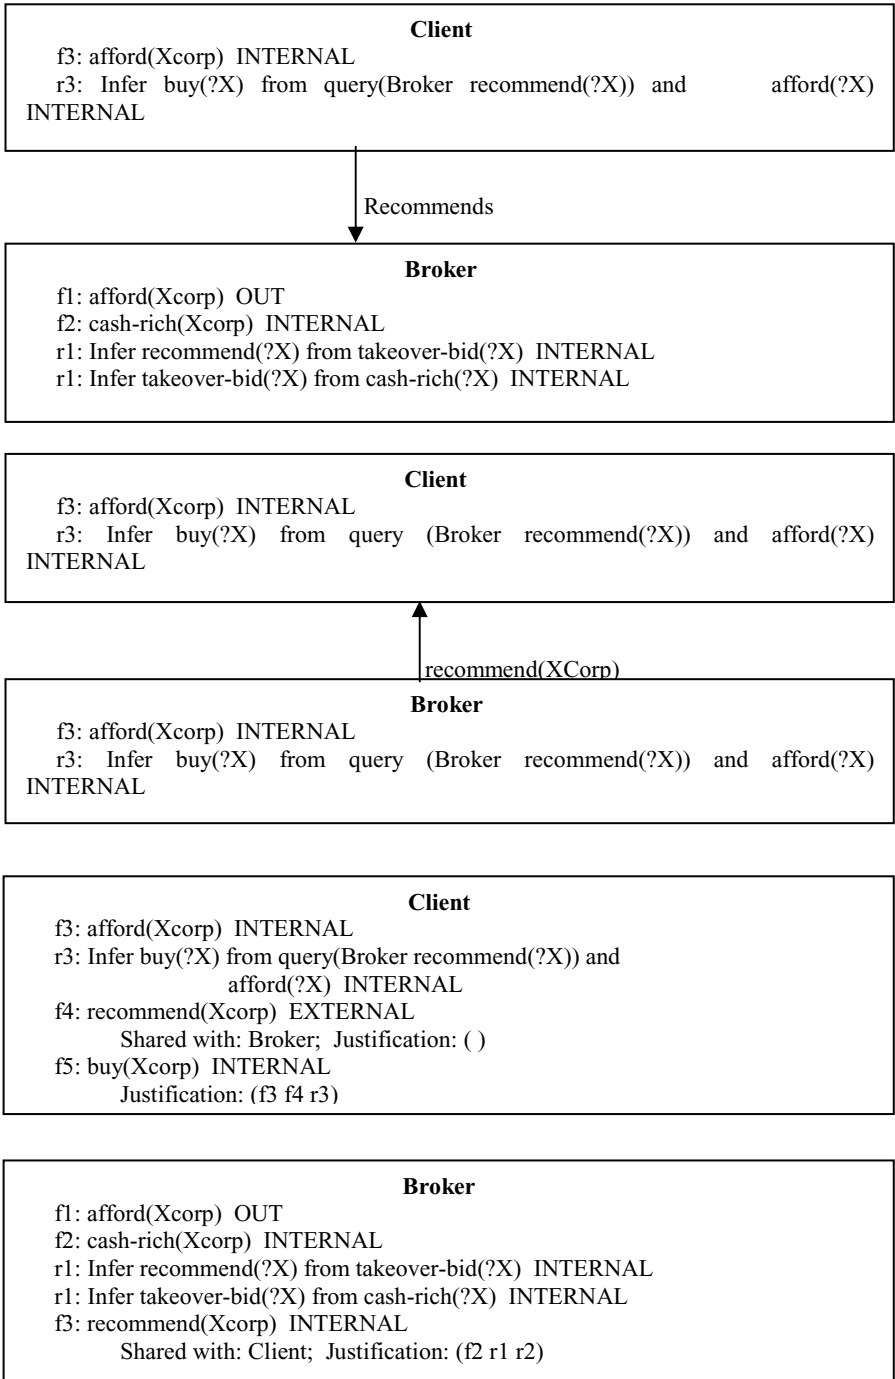 Client
f3: afford(Xcorp) INTERNAL
r3: Infer buy(?X) from query(Broker recommend(?X)) and afford(?X)
INTERNAL
Recommends
Broker
f1: afford(Xcorp) OUT
f2: cash-rich(Xcorp) INTERNAL
r1: Infer recommend(?X) from takeover-bid(?X) INTERNAL
r1: Infer takeover-bid(?X) from cash-rich(?X) INTERNAL
Client
f3: afford(Xcorp) INTERNAL
r3: Infer buy(?X) from query (Broker recommend(?X)) and afford(?X)
INTERNAL
recommend(XCorp)
Broker
f3: afford(Xcorp) INTERNAL
r3: Infer buy(?X) from query (Broker recommend(?X)) and afford(?X)
INTERNAL
Client
f3: afford(Xcorp) INTERNAL
r3: Infer buy(?X) from query(Broker recommend(?X)) and
afford(?X) INTERNAL
f4: recommend(Xcorp) EXTERNAL
Shared with: Broker; Justification: ( )
f5: buy(Xcorp) INTERNAL
Justification: (f3 f4 r3)
Broker
f1: afford(Xcorp) OUT
f2: cash-rich(Xcorp) INTERNAL
r1: Infer recommend(?X) from takeover-bid(?X) INTERNAL
r1: Infer takeover-bid(?X) from cash-rich(?X) INTERNAL
f3: recommend(Xcorp) INTERNAL
Shared with: Client; Justification: (f2 r1 r2)